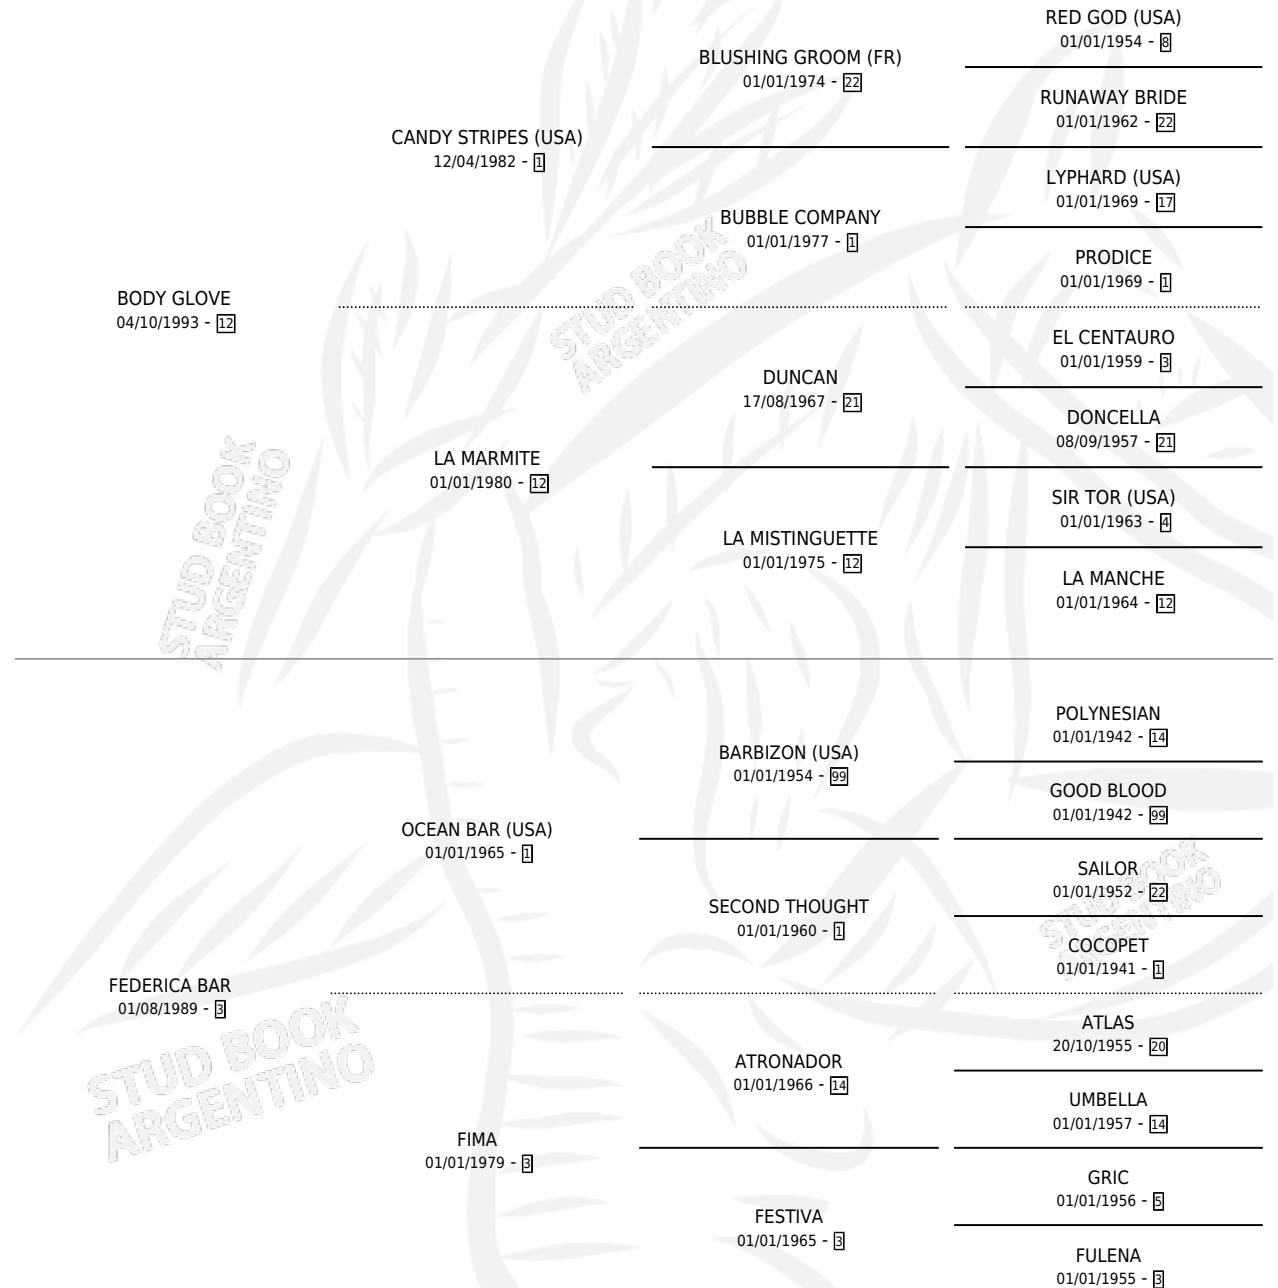 RED GOD (USA)
01/01/1954 - 8
BLUSHING GROOM (FR)
01/01/1974 - 22
RUNAWAY BRIDE
01/01/1962 - 22
CANDY STRIPES (USA)
12/04/1982 - 1
LYPHARD (USA)
01/01/1969 - 17
BUBBLE COMPANY
01/01/1977 - 1
PRODICE
01/01/1969 - 1
BODY GLOVE
04/10/1993 - 12
STUD BOOK
ARGENTINO
EL CENTAURO
01/01/1959 - 3
DUNCAN
17/08/1967 - 21
DONCELLA
08/09/1957 - 21
LA MARMITE
01/01/1980 - 12
SIR TOR (USA)
01/01/1963 - 4
LA MISTINGUETTE
01/01/1975 - 12
LA MANCHE
01/01/1964 - 12
STUD BOOK
ARGENTINO
POLYNESIAN
01/01/1942 - 14
BARBIZON (USA)
01/01/1954 - 99
GOOD BLOOD
01/01/1942 - 99
OCEAN BAR (USA)
01/01/1965 - 1
SAILOR
01/01/1952 - 22
SECOND THOUGHT
01/01/1960 - 1
COCOPET
01/01/1941 - 1
STUD BOOK
ARGENTINO
FEDERICA BAR
01/08/1989 - 3
STUD BOOK
ARGENTINO
ATLAS
20/10/1955 - 20
ATRONADOR
01/01/1966 - 14
UMBELLA
01/01/1957 - 14
FIMA
01/01/1979 - 3
GRIC
01/01/1956 - 5
FESTIVA
01/01/1965 - 3
FULENA
01/01/1955 - 3